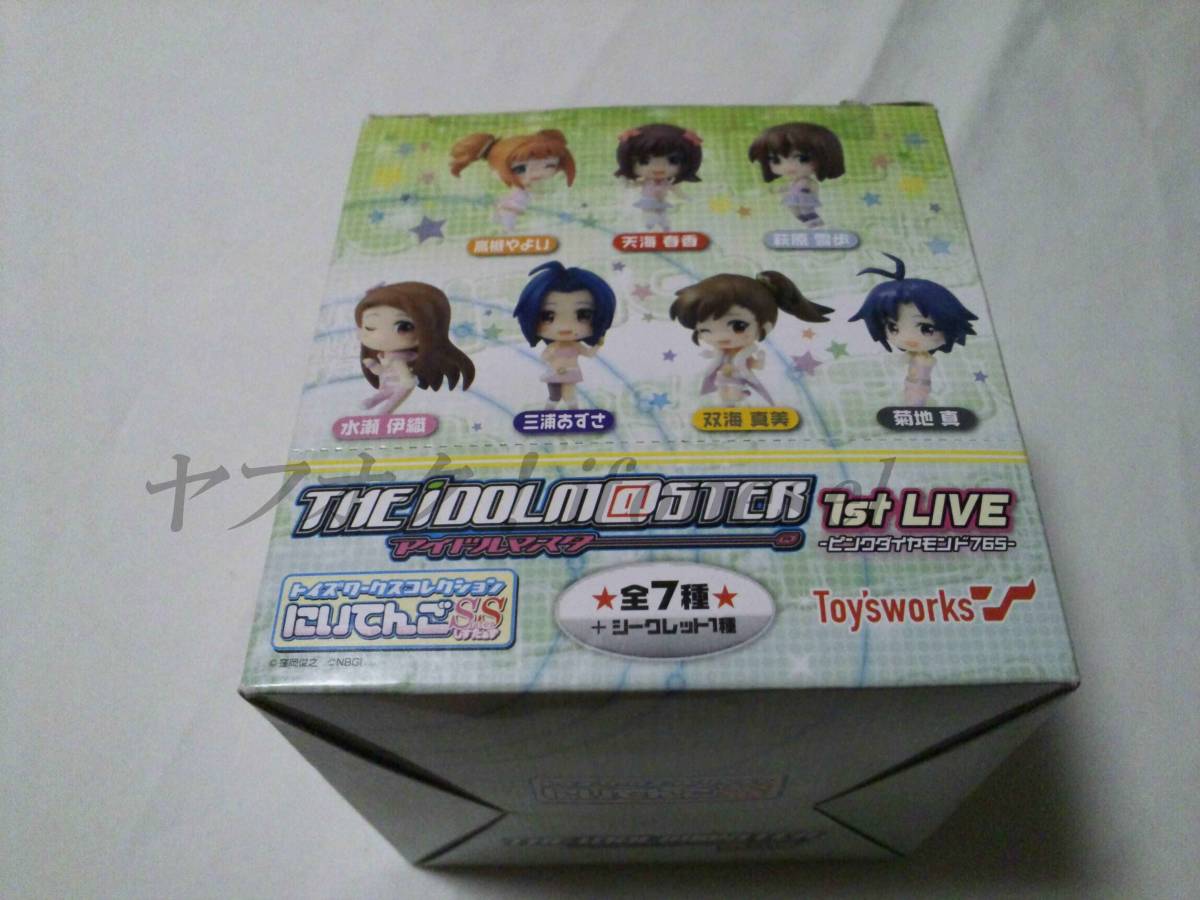 高槻やよい
天海 春香
萩原 雪歩
水瀬 伊織
三浦あずさ
双海 真美
菊地 真
THE iDOLM@STER
アイドルマスター
1st LIVE
-ピンクダイヤモンド765-
トイズワークスコレクション
にいてんご
SS
★全7種★
+シークレット1種
Toy'sworks
©窪岡俊之 ©NBGI
THE IDOLM@STER